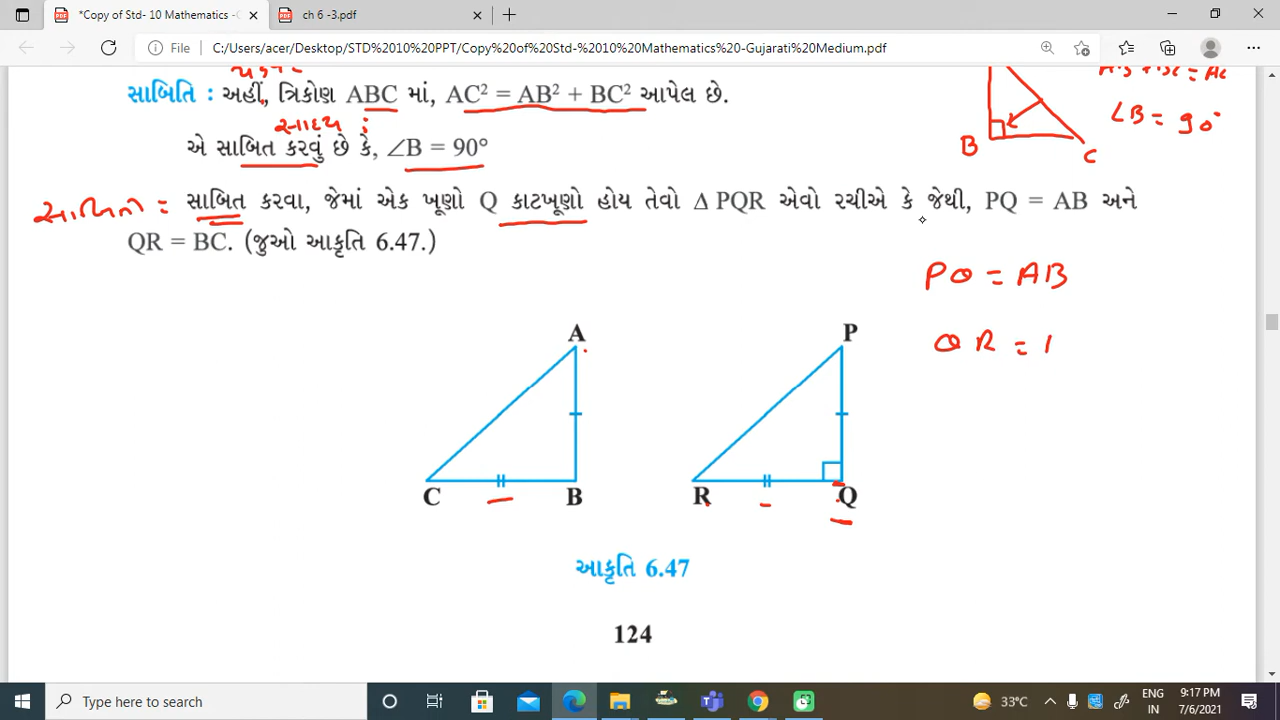 *Copy of Std- 10 Mathematics -G
ch 6 -3.pdf
File
C:/Users/acer/Desktop/STD%2010%20PPT/Copy%20of%20Std-%2010%20Mathematics%20-Gujarati%20Medium.pdf
સાબિતિ : અહીં, ત્રિકોણ ABC માં, AC² = AB² + BC² આપેલ છે.
સાધ્ય :
∠B = 90°
B
C
એ સાબિત કરવું છે કે, ∠B = 90°
સાબિતી = સાબિત કરવા, જેમાં એક ખૂણો Q કાટખૂણો હોય તેવો Δ PQR એવો રચીએ કે જેથી, PQ = AB અને
QR = BC. (જુઓ આકૃતિ 6.47.)
PQ = AB
QR = 1
A
P
C
B
R
Q
આકૃતિ 6.47
124
Type here to search
33°C
ENG
IN
9:17 PM
7/6/2021